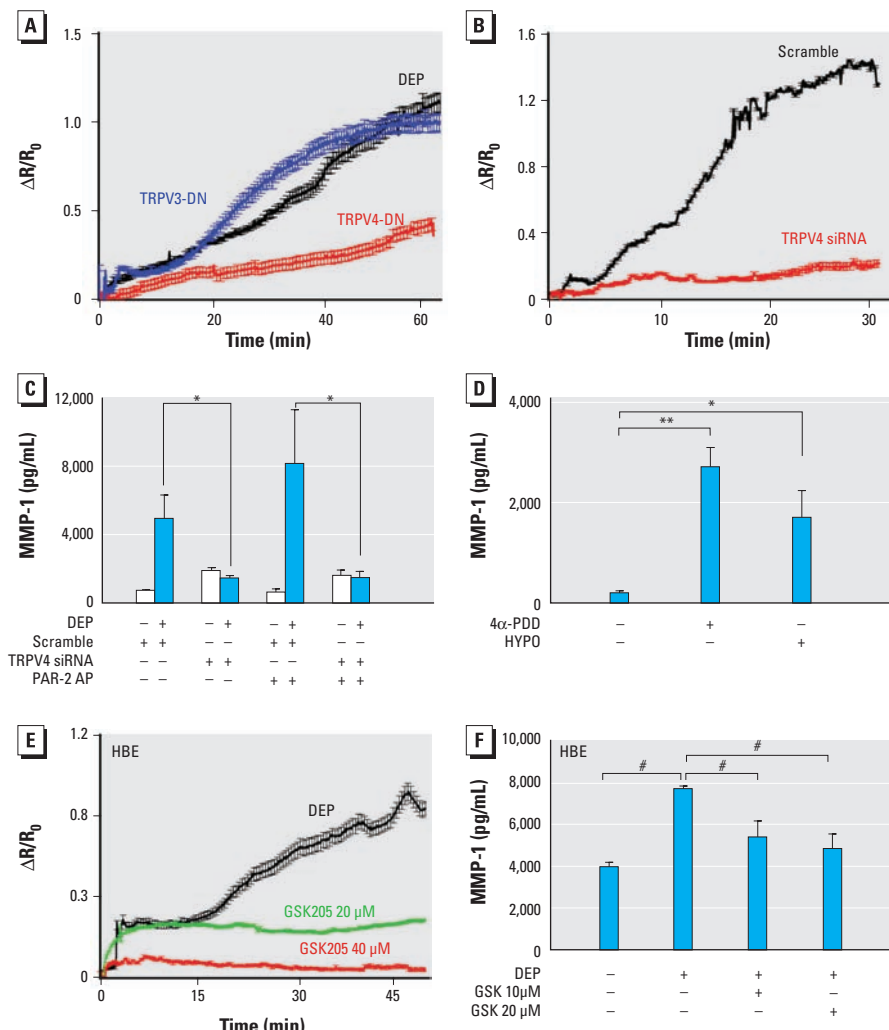 A
1.5
1.0
0.5
0
ΔR/R0
DEP
TRPV3-DN
TRPV4-DN
0 20 40 60
Time (min)
B
1.6
1.2
0.8
0.4
0
ΔR/R0
Scramble
TRPV4 siRNA
0 10 20 30
Time (min)
C
12,000
8,000
4,000
0
MMP-1 (pg/mL)
* *
DEP – + – + – + – +
Scramble + + – – + + – –
TRPV4 siRNA – – + + – – + +
PAR-2 AP – – – – + + + +
D
4,000
2,000
0
MMP-1 (pg/mL)
*
**
4α-PDD – + –
HYPO – – +
E
HBE
1.2
0.8
0.3
0
ΔR/R0
DEP
GSK205 20 µM
GSK205 40 µM
0 15 30 45
Time (min)
F
HBE
10,000
8,000
6,000
4,000
2,000
0
MMP-1 (pg/mL)
#
# #
DEP – + + +
GSK 10µM – – + –
GSK 20 µM – – – +